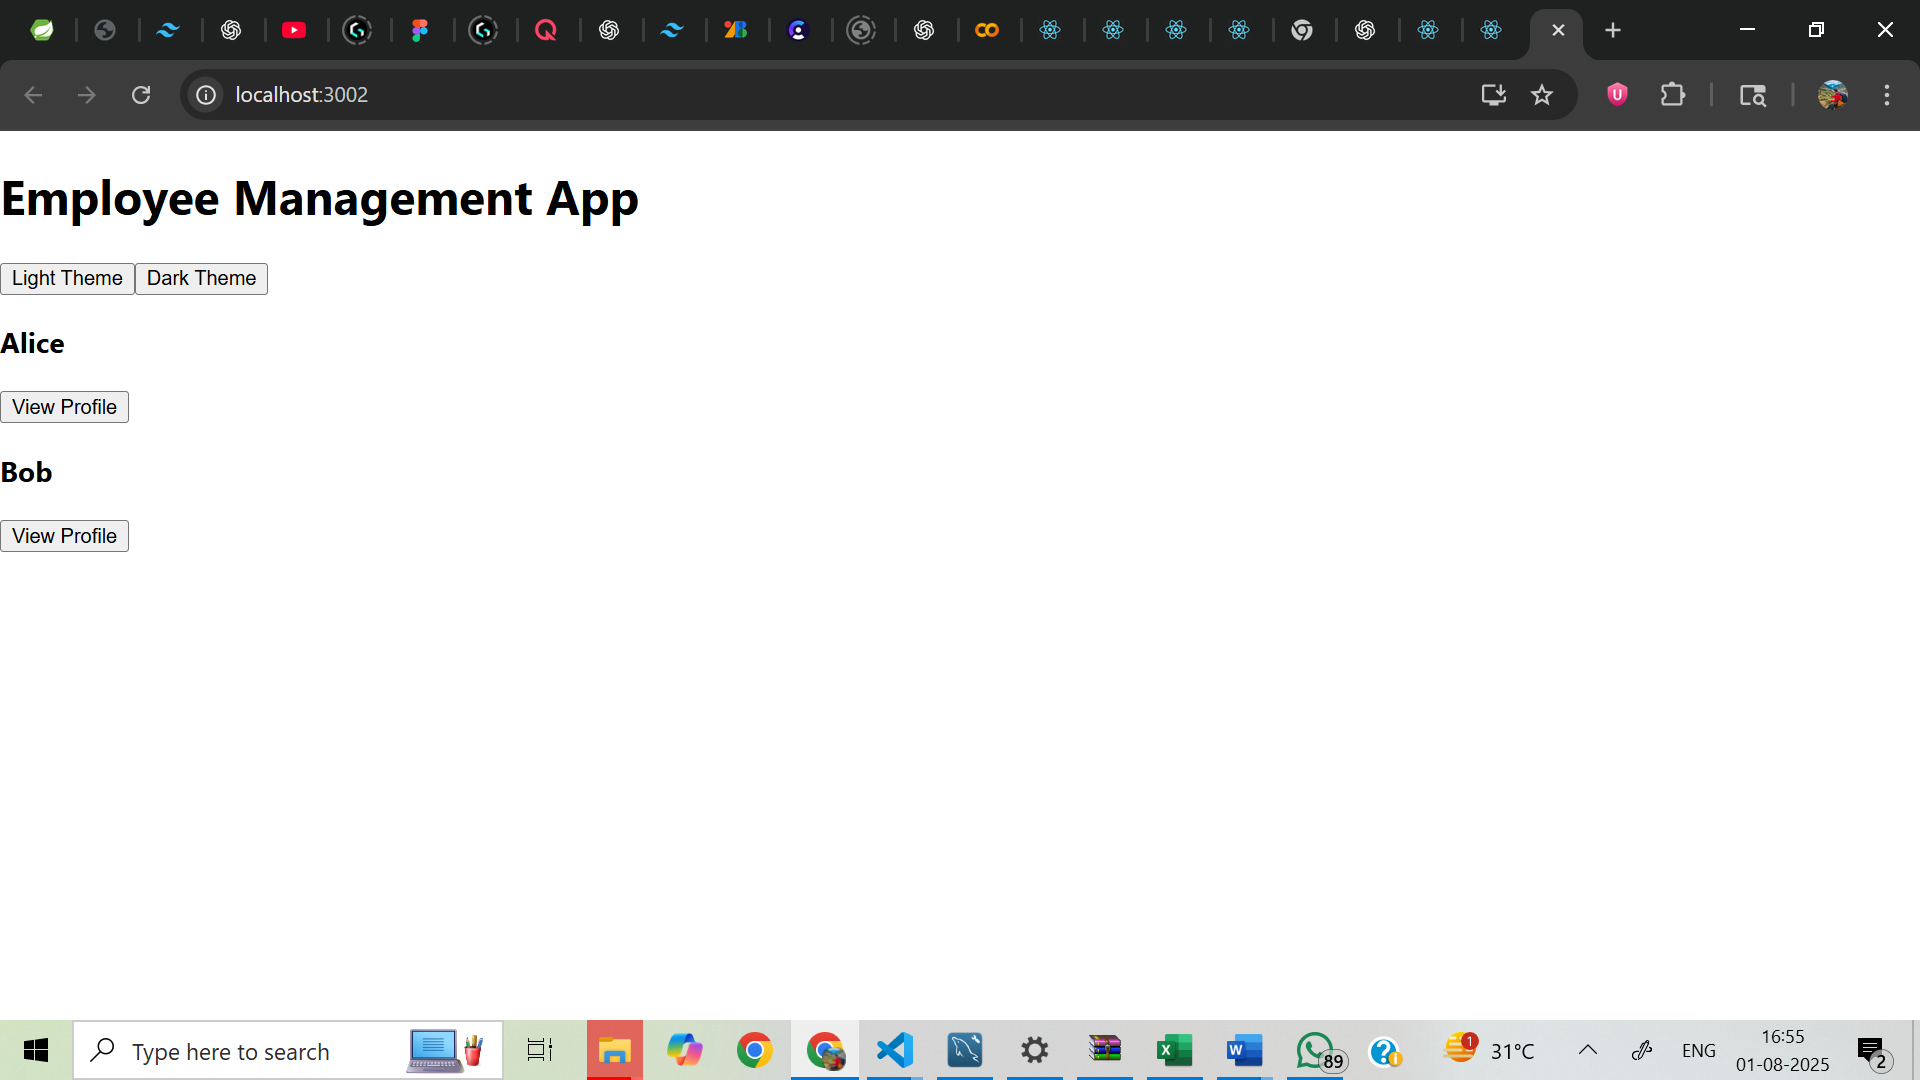 localhost:3002
Employee Management App
Light Theme Dark Theme
Alice
View Profile
Bob
View Profile
Type here to search
89
1
31°C
ENG
16:55
01-08-2025
2